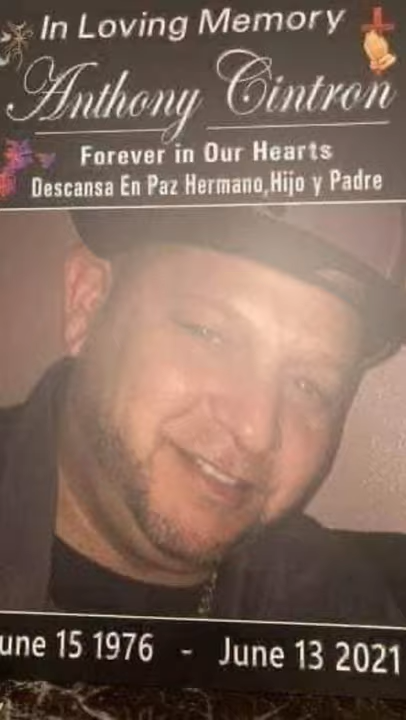 In Loving Memory
Anthony Cintron
Forever in Our Hearts
Descansa En Paz Hermano,Hijo y Padre
une 15 1976 - June 13 2021